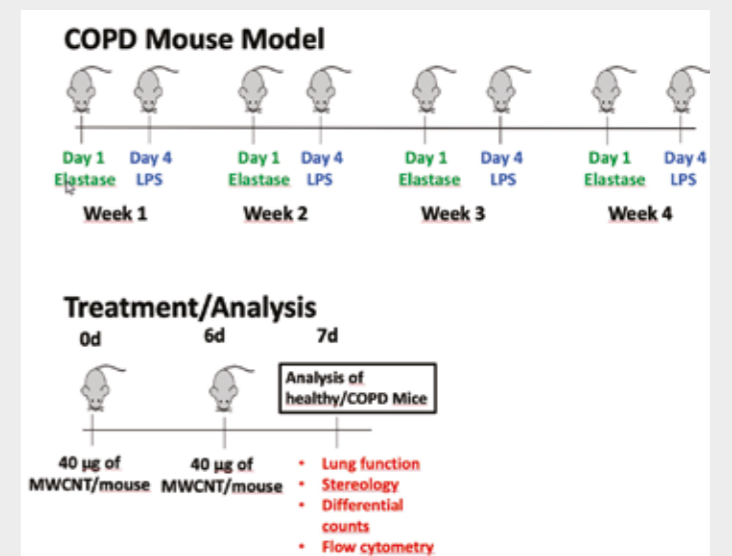 COPD Mouse Model
Day 1 Day 4 Day 1 Day 4 Day 1 Day 4 Day 1 Day 4
Elastase LPS Elastase LPS Elastase LPS Elastase LPS
Week 1 Week 2 Week 3 Week 4
Treatment/Analysis
0d 6d 7d
Analysis of
healthy/COPD Mice
40 µg of 40 µg of
MWCNT/mouse MWCNT/mouse
• Lung function
• Stereology
• Differential
counts
• Flow cytometry